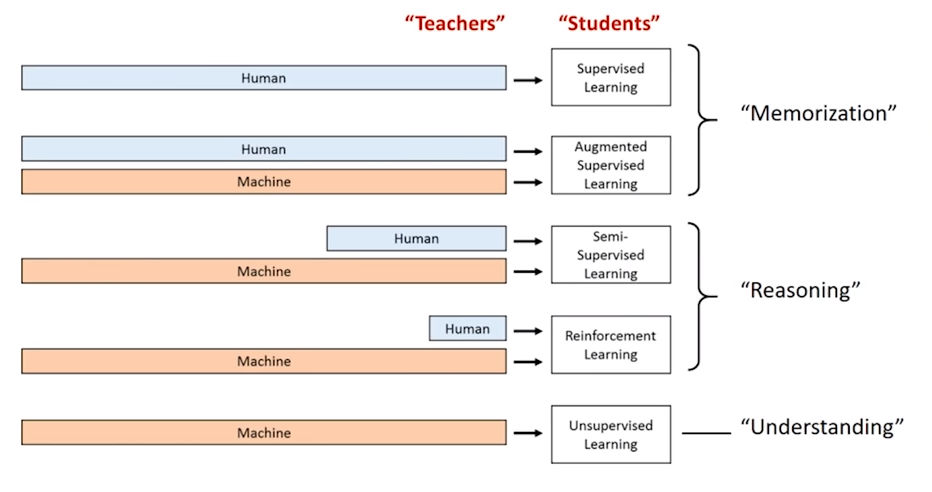 “Teachers”
“Students”
Human
Supervised
Learning
“Memorization”
Human
Machine
Augmented
Supervised
Learning
Human
Machine
Semi-
Supervised
Learning
“Reasoning”
Human
Machine
Reinforcement
Learning
Machine
Unsupervised
Learning
“Understanding”